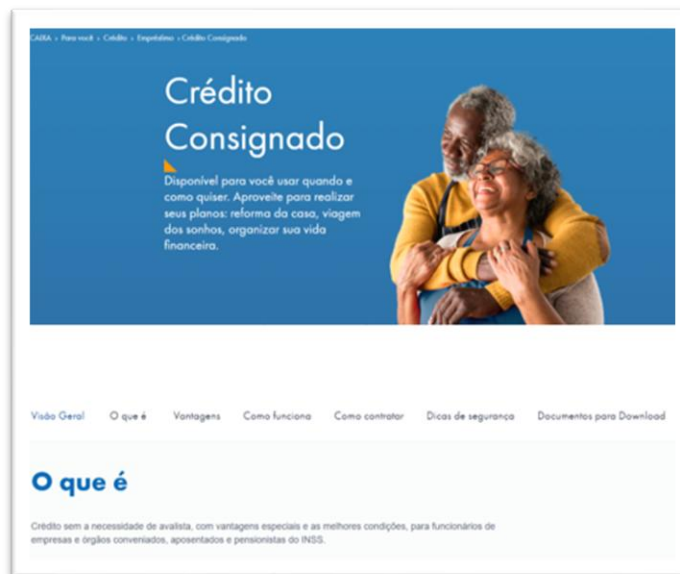 CAIXA > Para você > Crédito > Empréstimo > Crédito Consignado
Crédito
Consignado
Disponível para você usar quando e
como quiser. Aproveite para realizar
seus planos: reforma da casa, viagem
dos sonhos, organizar sua vida
financeira.
Visão Geral O que é Vantagens Como funciona Como contratar Dicas de segurança Documentos para Download
O que é
Crédito sem a necessidade de avalista, com vantagens especiais e as melhores condições, para funcionários de
empresas e órgãos conveniados, aposentados e pensionistas do INSS.